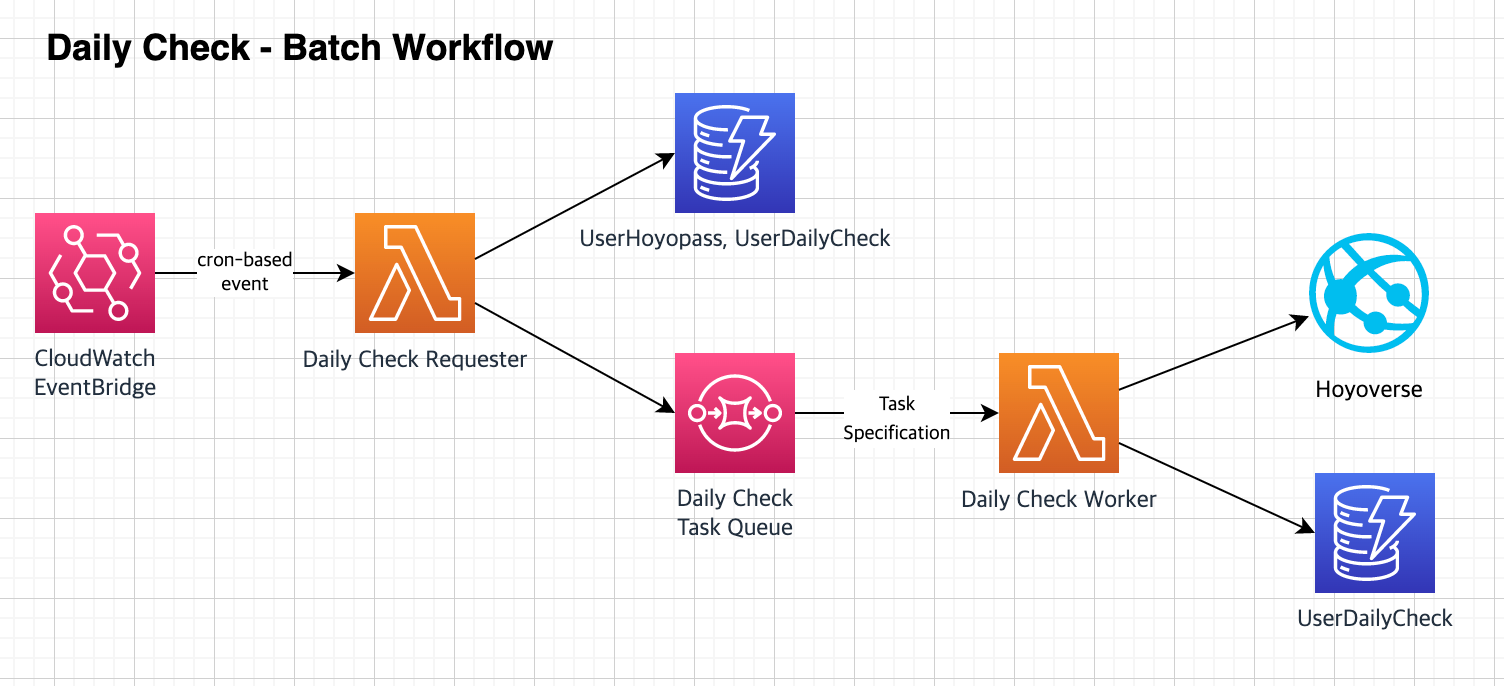 Daily Check - Batch Workflow
UserHoyopass, UserDailyCheck
cron-based
event
CloudWatch
EventBridge
Daily Check Requester
Task
Specification
Hoyoverse
Daily Check
Task Queue
Daily Check Worker
UserDailyCheck